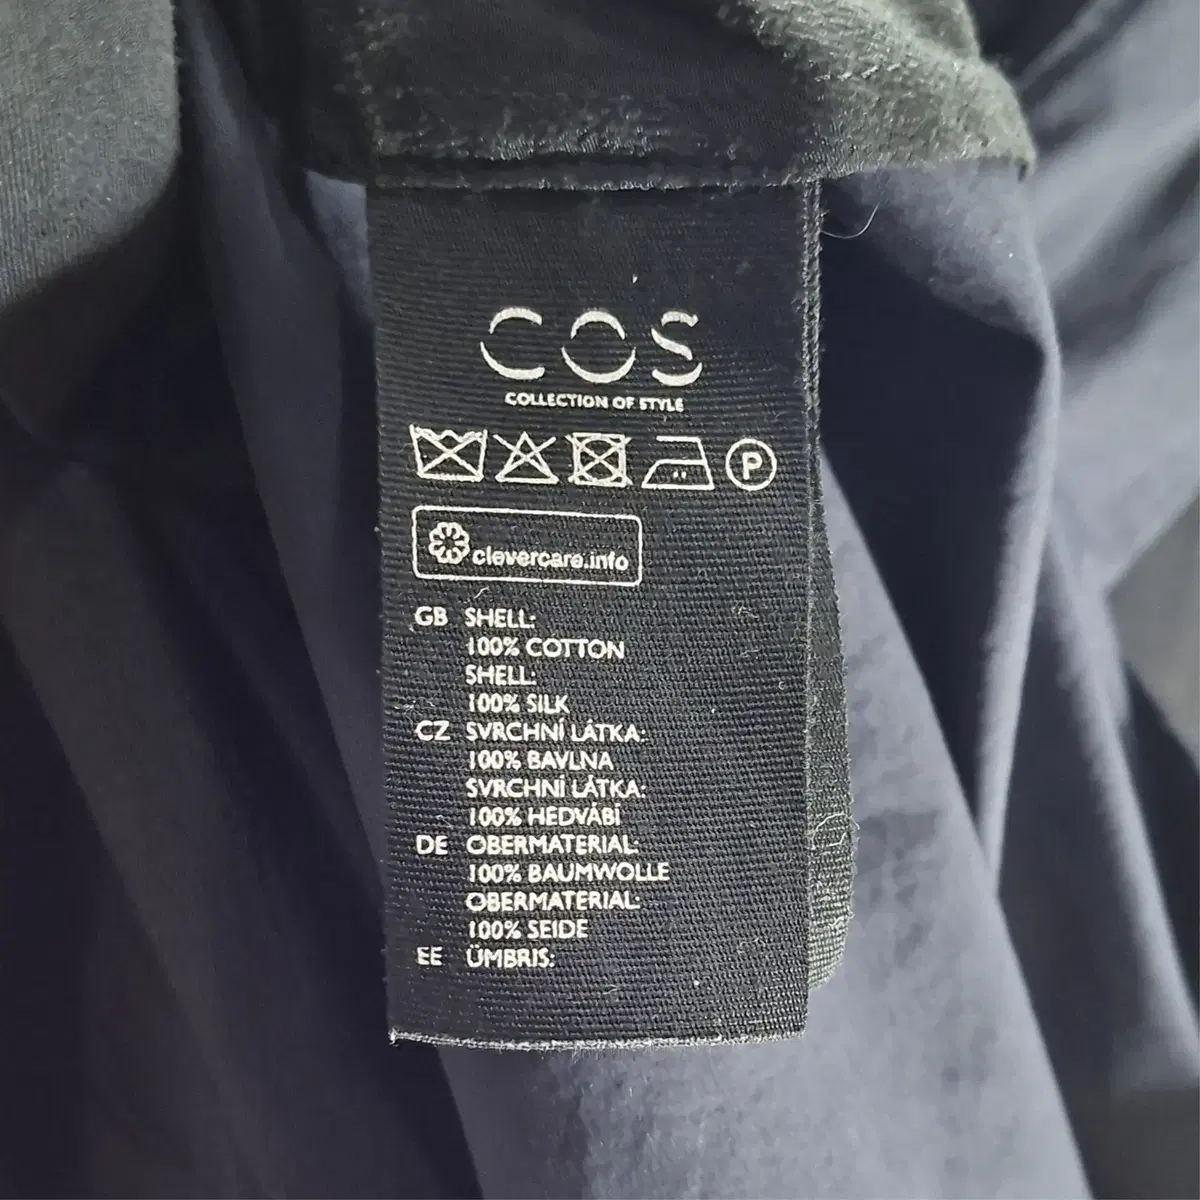 COS
COLLECTION OF STYLE
P
clevercare.info
GB SHELL:
100% COTTON
SHELL:
100% SILK
CZ SVRCHNÍ LÁTKA:
100% BAVLNA
SVRCHNÍ LÁTKA:
100% HEDVÁBÍ
DE OBERMATERIAL:
100% BAUMWOLLE
OBERMATERIAL:
100% SEIDE
EE ÜMBRIS: